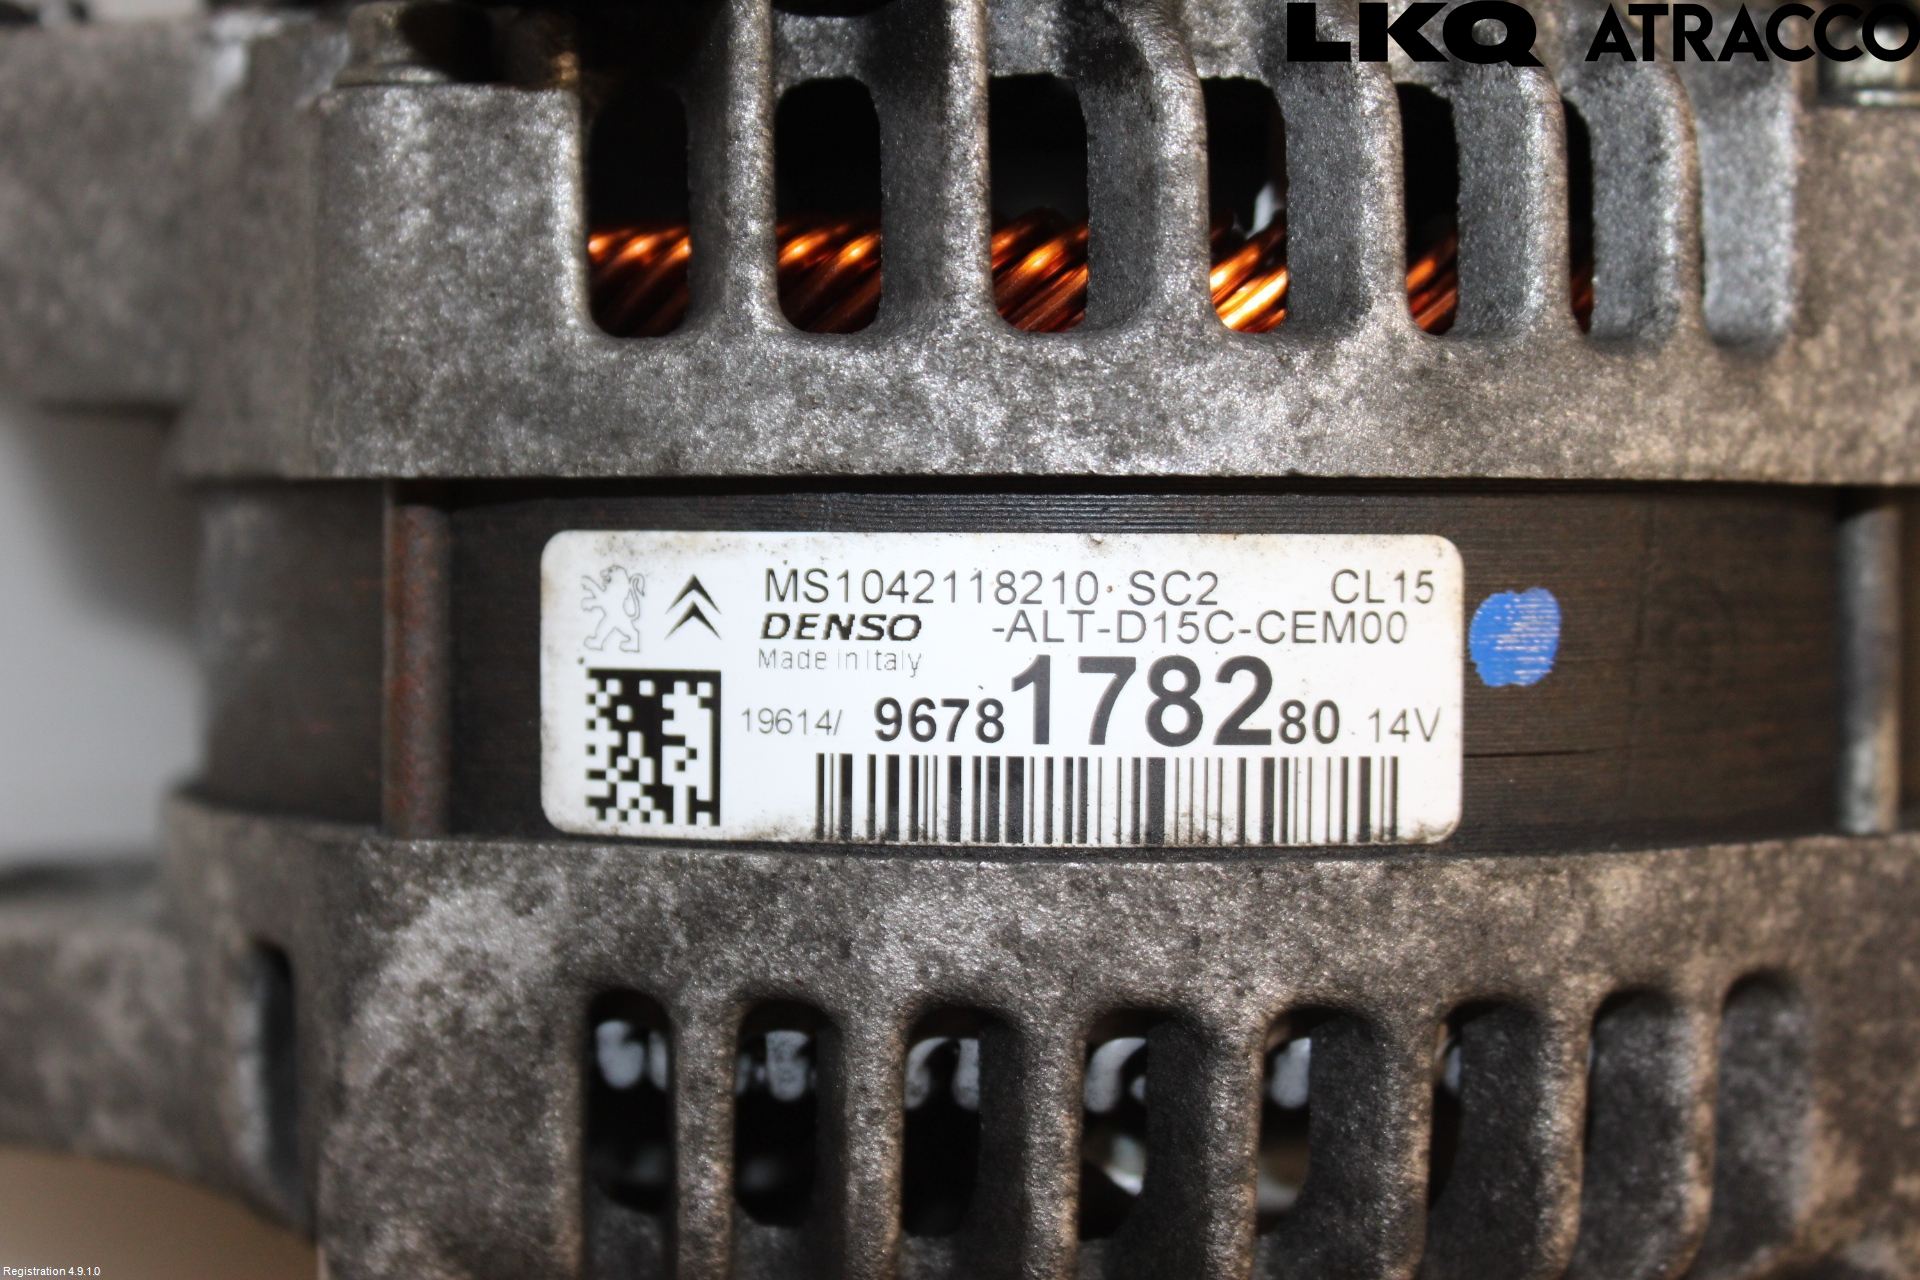 LKQ ATRACCO
MS1042118210 SC2 CL15
DENSO -ALT-D15C-CEM00
Made in Italy
19614/ 9678178280 14V
Registration 4.9.1.0